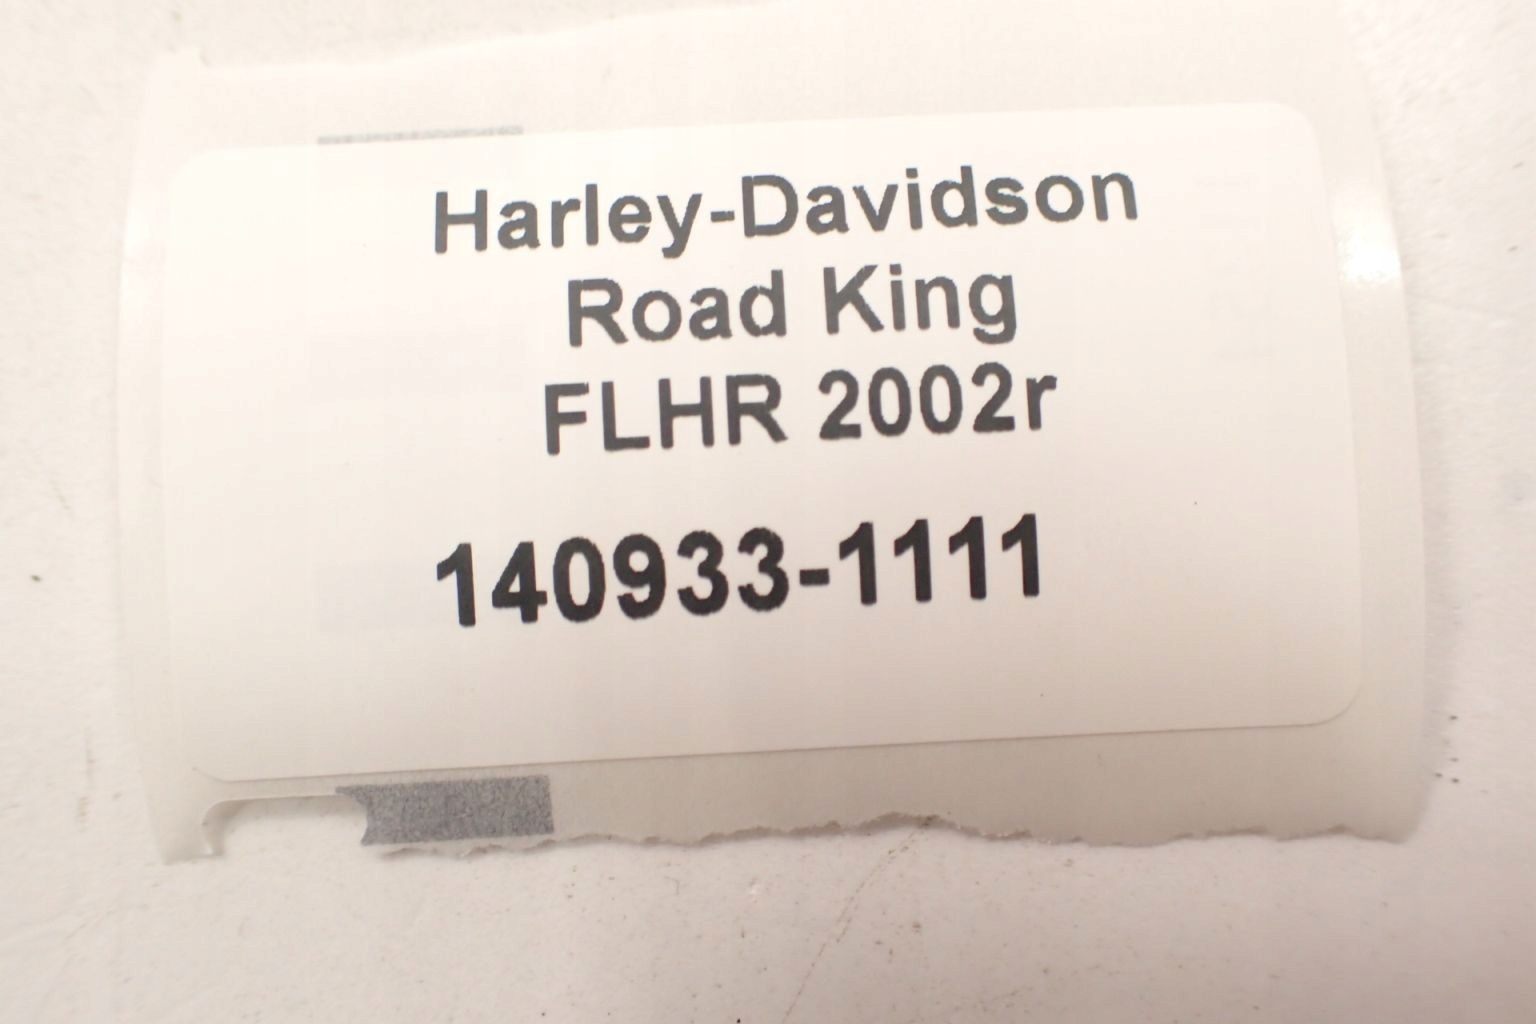 Harley-Davidson
Road King
FLHR 2002r
140933-1111